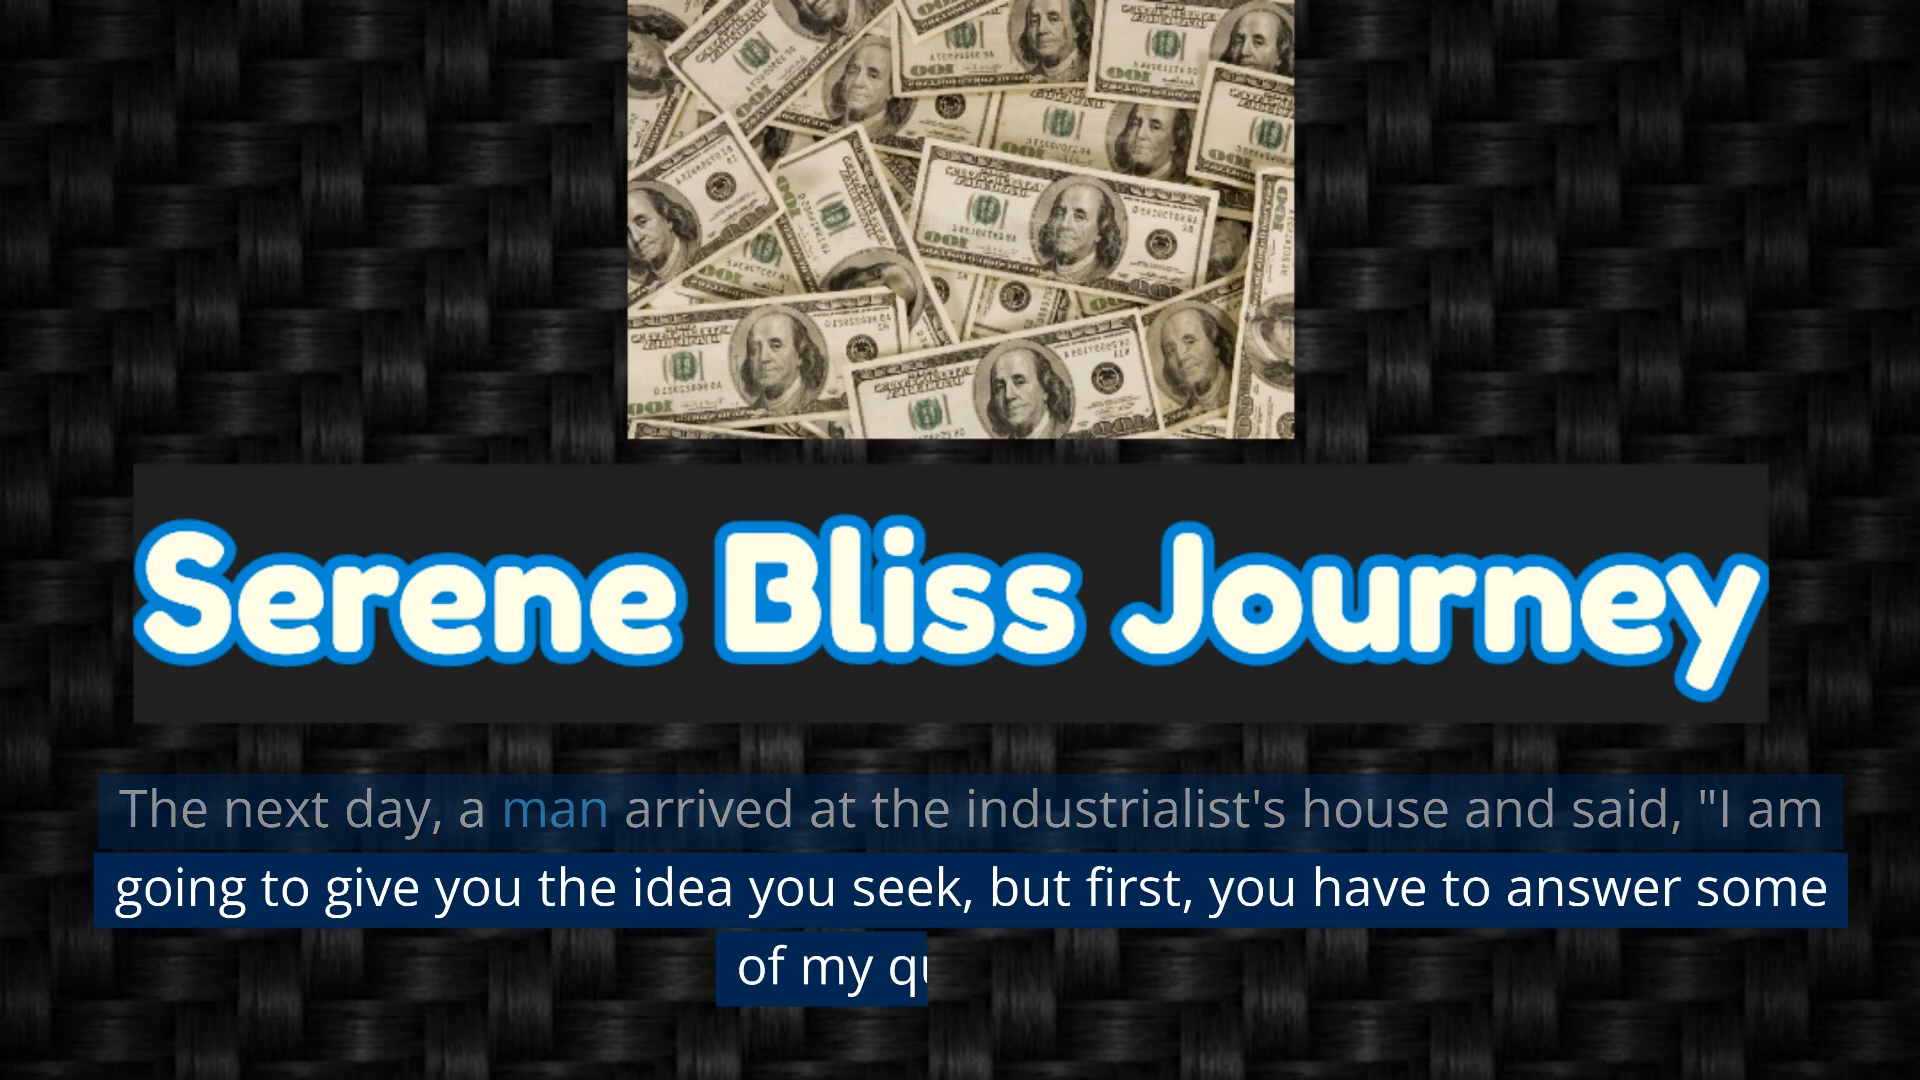 Serene Bliss Journey
The next day, a man arrived at the industrialist's house and said, "I am
going to give you the idea you seek, but first, you have to answer some
of my qu